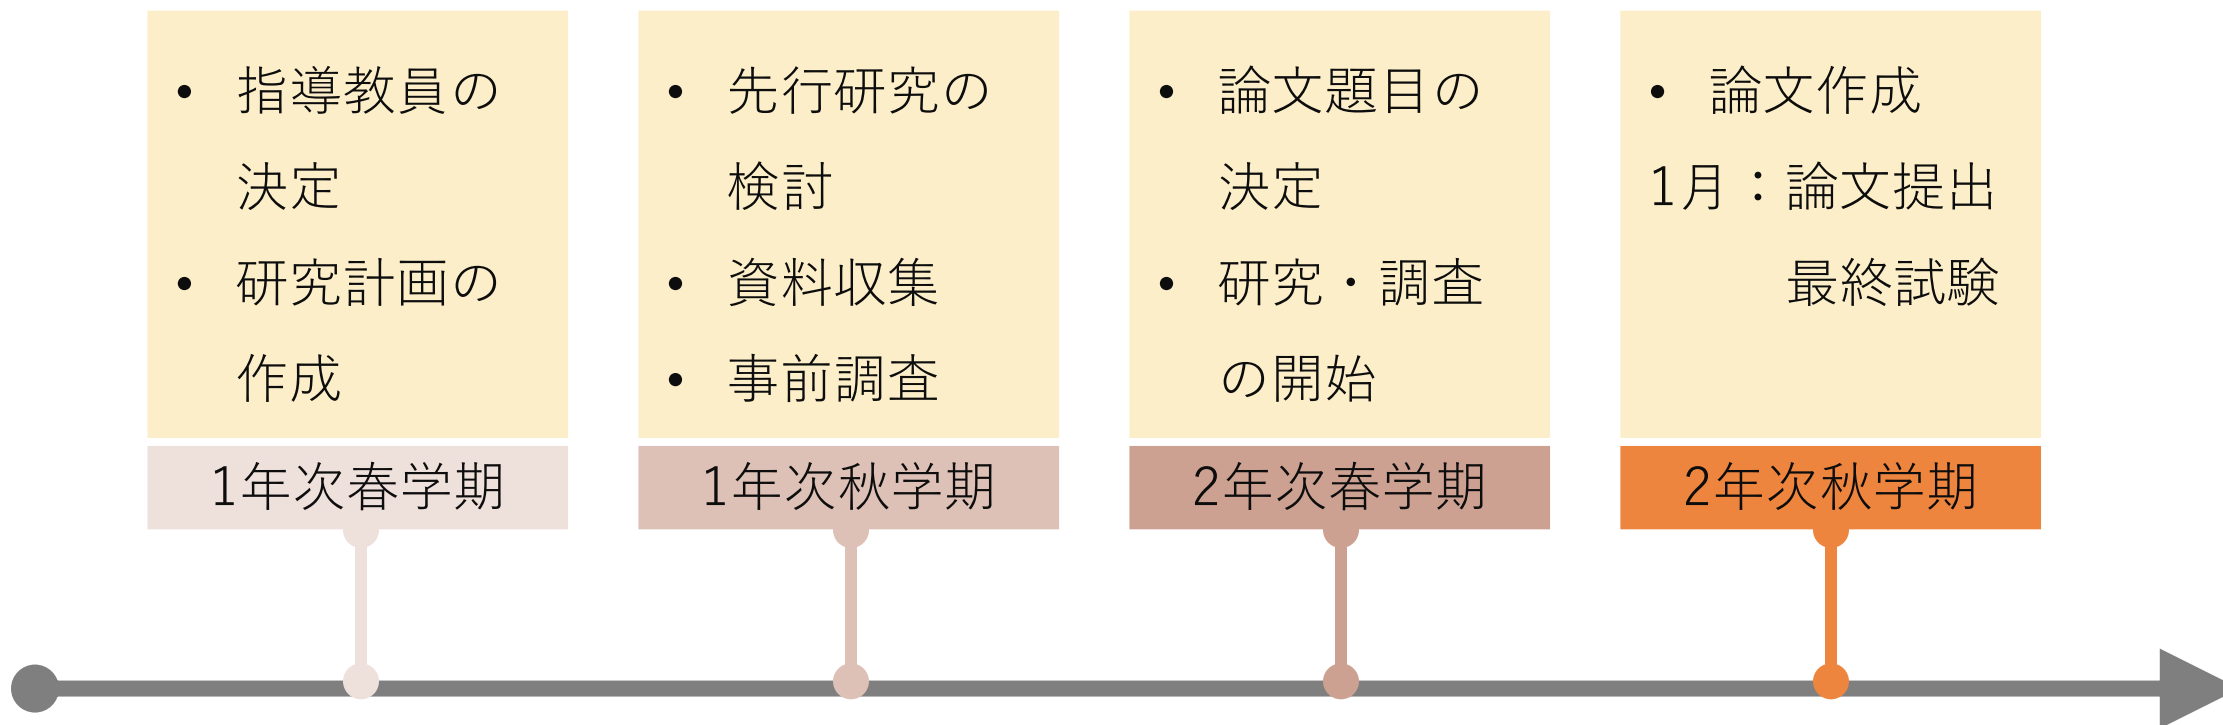 • 指導教員の
決定
• 研究計画の
作成
1年次春学期
• 先行研究の
検討
• 資料収集
• 事前調査
1年次秋学期
• 論文題目の
決定
• 研究・調査
の開始
2年次春学期
• 論文作成
1月：論文提出
最終試験
2年次秋学期